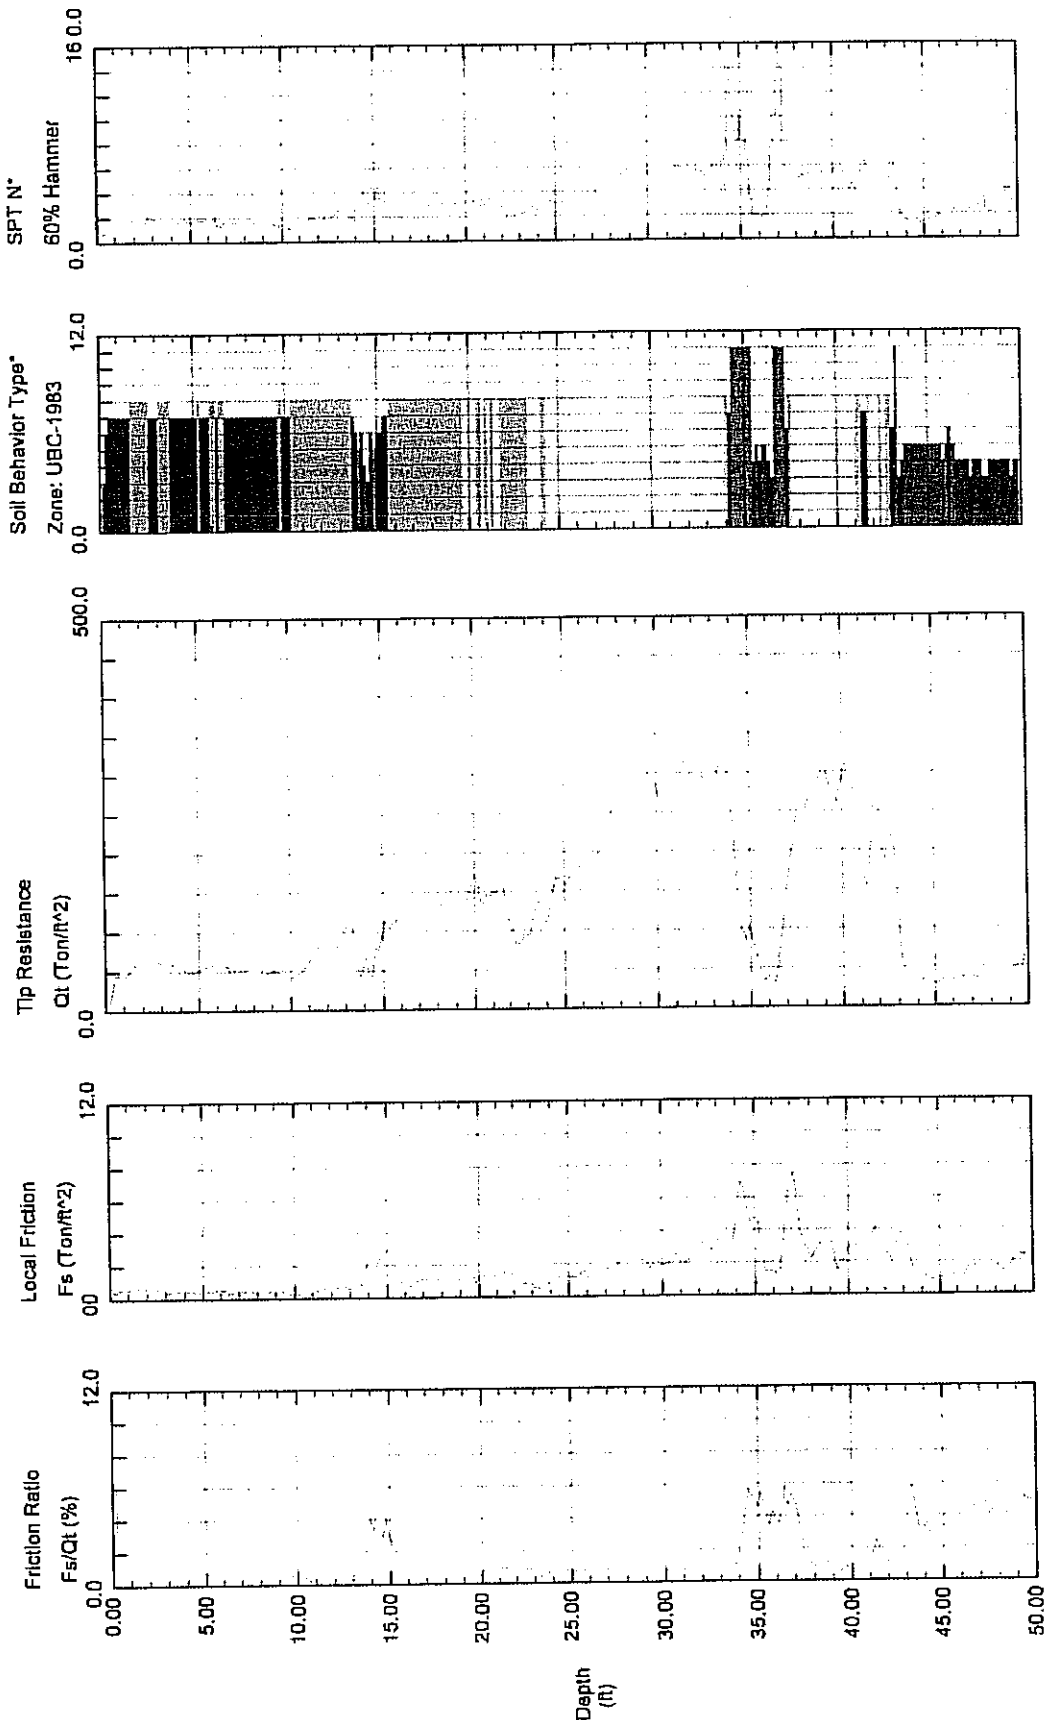 SPT N*
60% Hammer
0.0
16 0.0
Soil Behavior Type*
Zone: UBC-1983
0.0
12.0
Tip Resistance
Qt (Ton/ft^2)
0.0
500.0
Local Friction
Fs (Ton/ft^2)
00
12.0
Friction Ratio
Fs/Qt (%)
0.0
12.0
0.00
5.00
10.00
15.00
20.00
25.00
30.00
35.00
40.00
45.00
50.00
Depth
(ft)